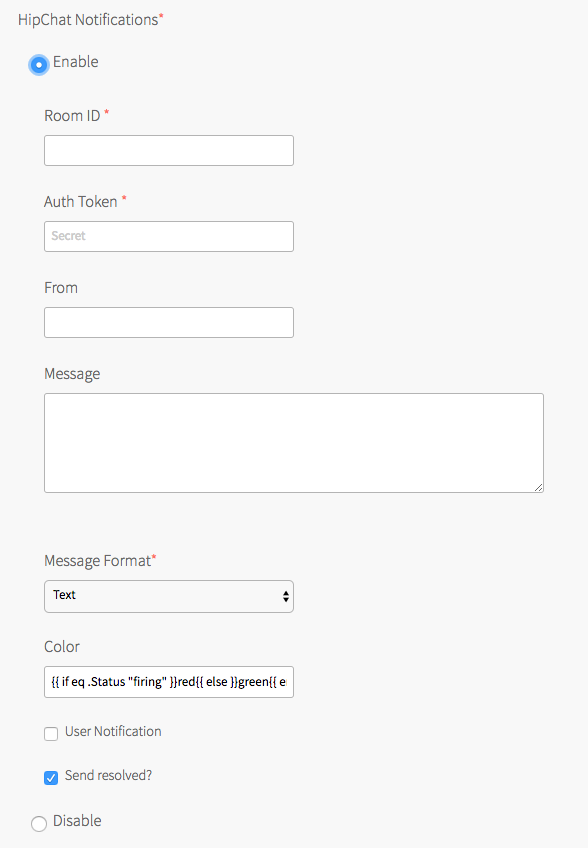 HipChat Notifications*
Enable
Room ID *
Auth Token *
Secret
From
Message
Message Format*
Text
Color
{{ if eq .Status "firing" }}red{{ else }}green{{ e
User Notification
Send resolved?
Disable